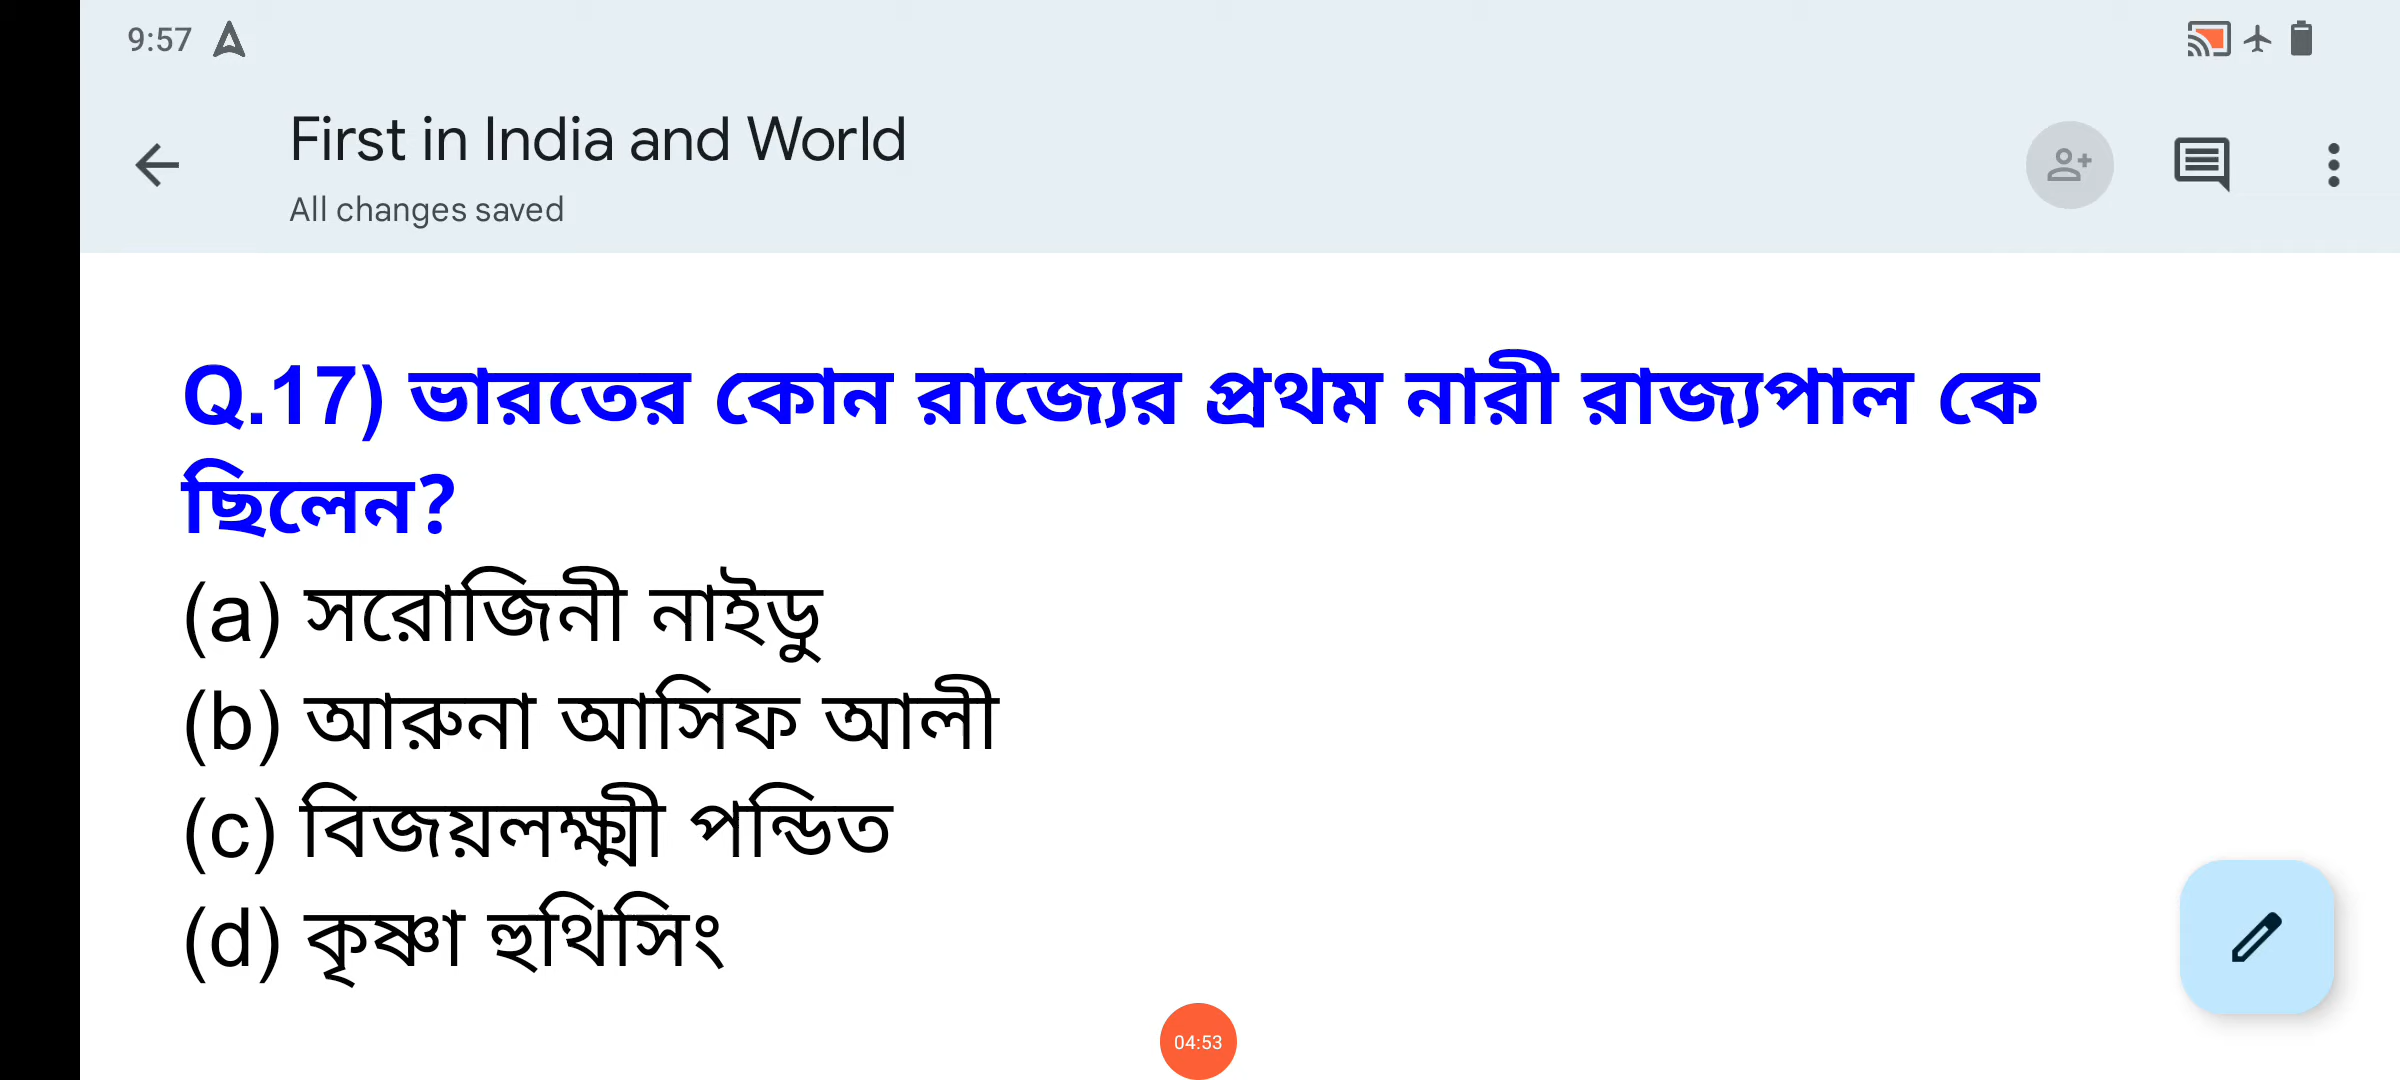 9:57
First in India and World
All changes saved
Q.17) ভারতের কোন রাজ্যের প্রথম নারী রাজ্যপাল কে
ছিলেন?
(a) সরোজিনী নাইডু
(b) আরুনা আসিফ আলী
(c) বিজয়লক্ষ্মী পন্ডিত
(d) কৃষ্ণা হুথিসিং
04:53